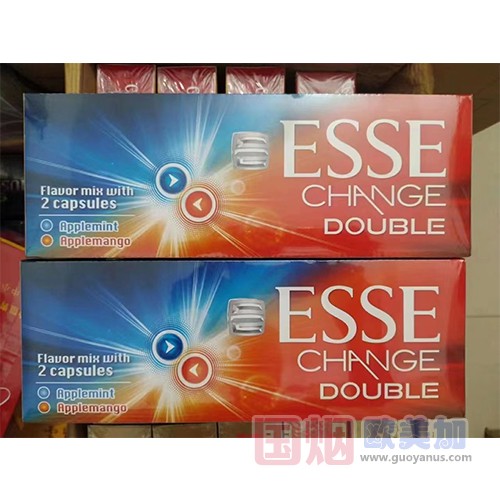 ESSE
CHANGE
DOUBLE
Flavor mix with
2 capsules
Applemint
Applemango
ESSE
CHANGE
DOUBLE
Flavor mix with
2 capsules
Applemint
Applemango
国烟 欧美加
www.guoyanus.com